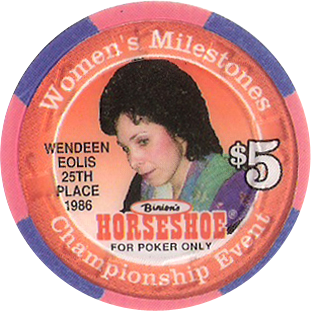 Women's Milestones
WENDEEN
EOLIS
25TH
PLACE
1986
$5
Binion's
HORSESHOE
FOR POKER ONLY
Championship Event